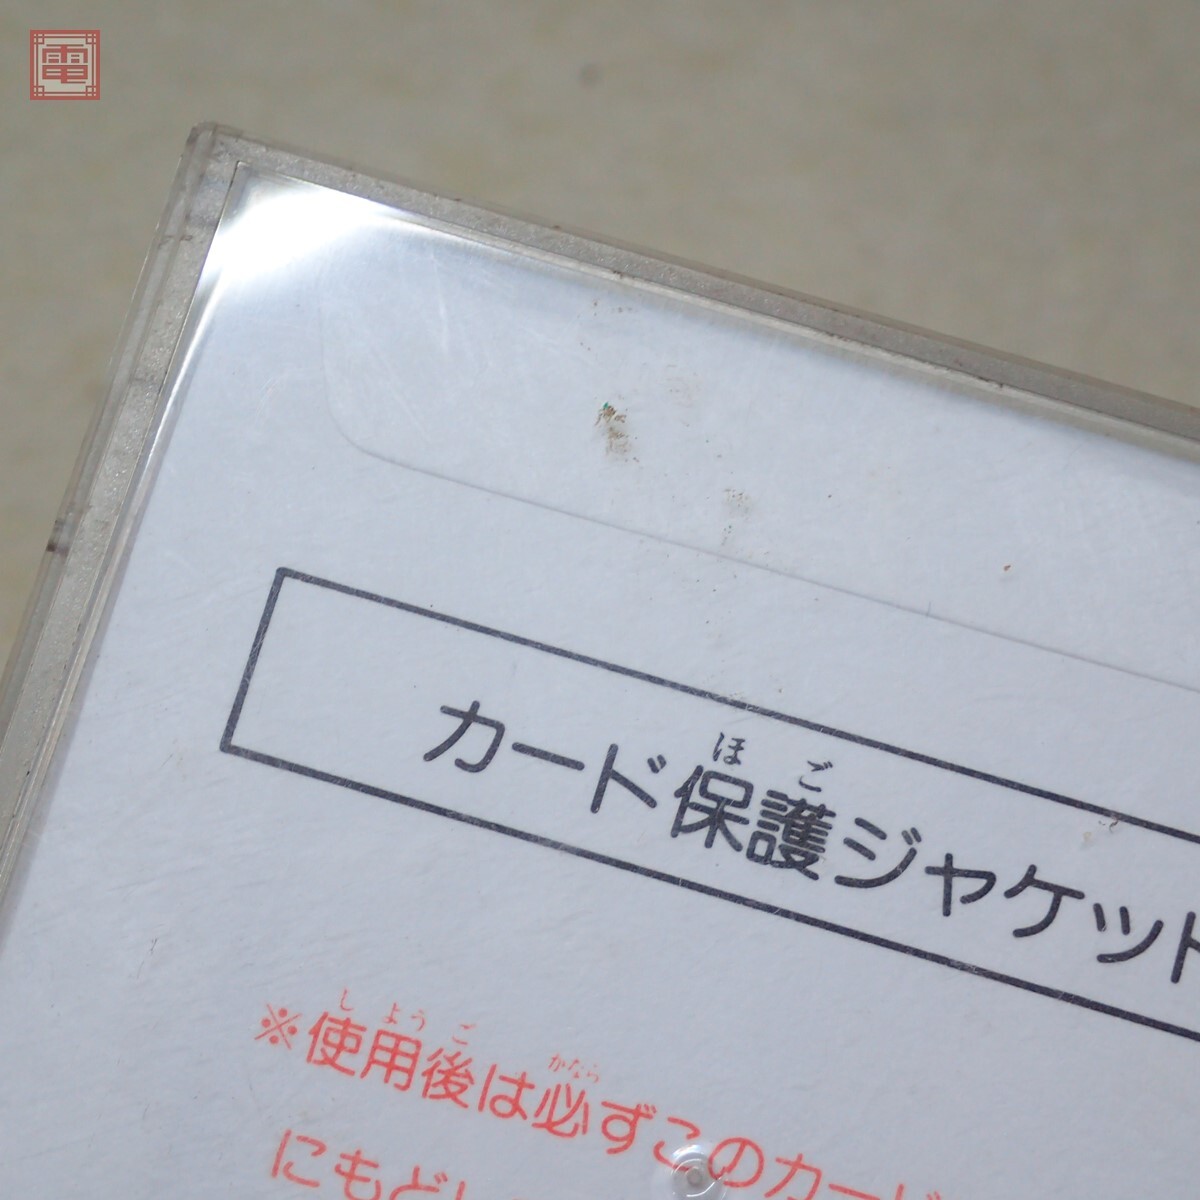 電
ほご
カード保護ジャケット
しようご かなら
※使用後は必ずこのカード
にもどし